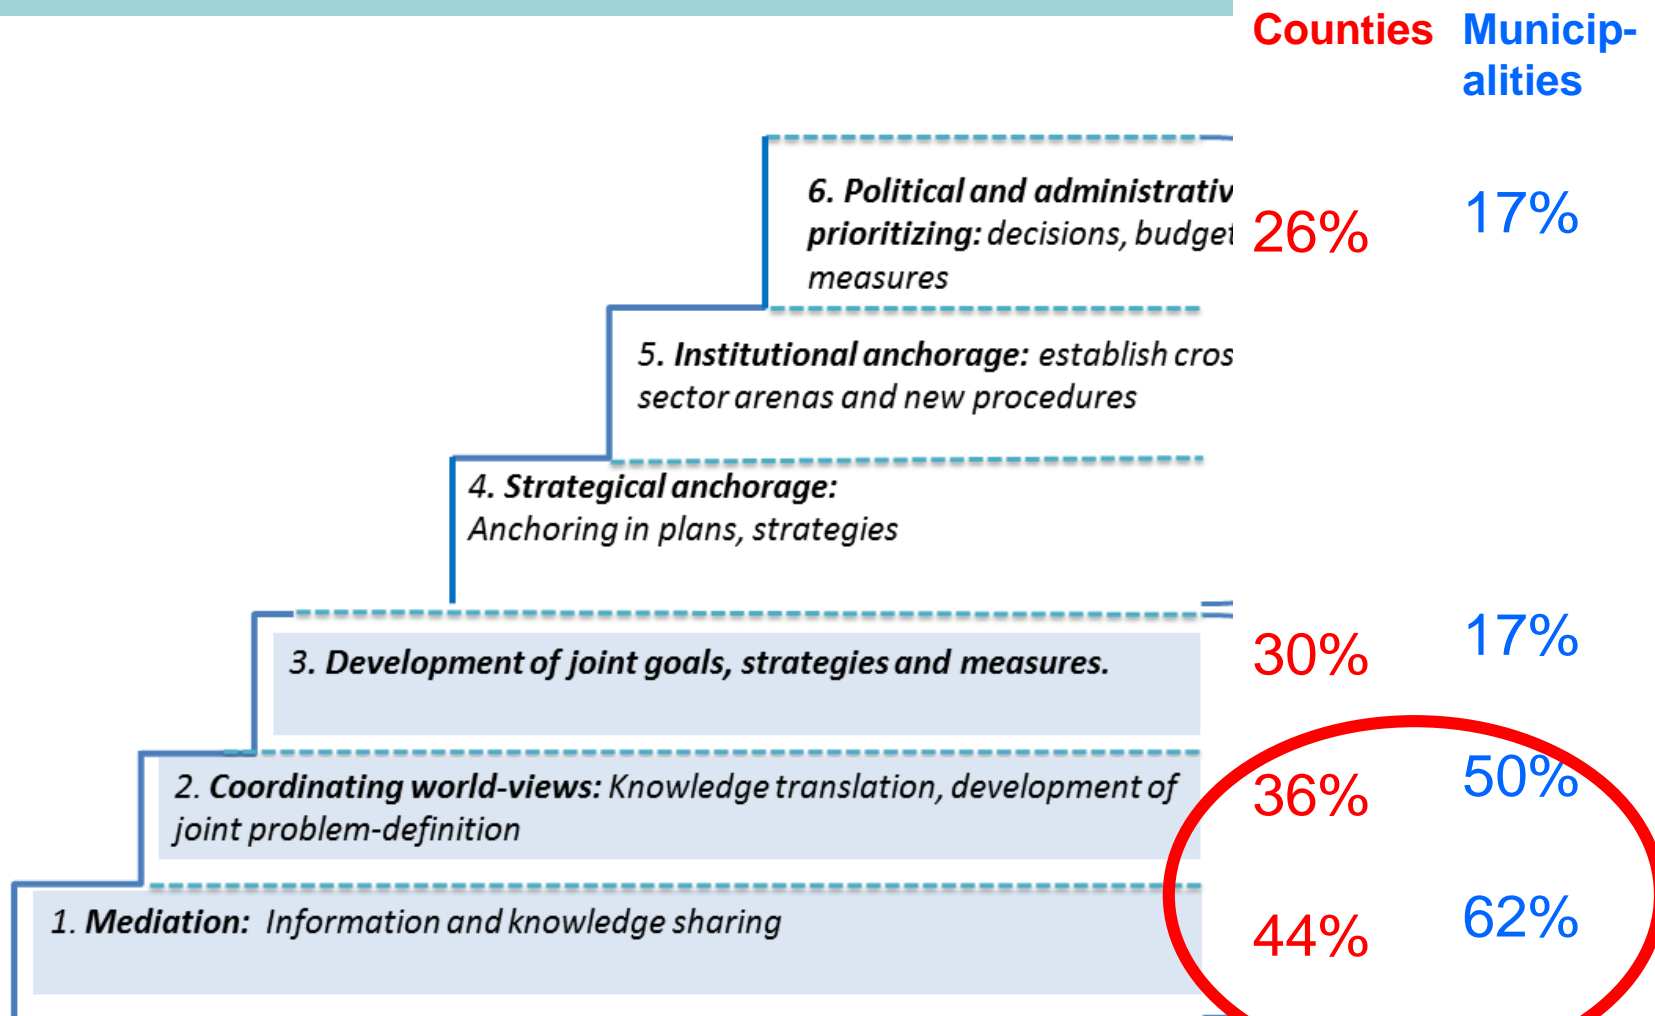 Counties Municip-
alities
6. Political and administrativ
prioritizing: decisions, budget
measures
26% 17%
5. Institutional anchorage: establish cros
sector arenas and new procedures
4. Strategical anchorage:
Anchoring in plans, strategies
3. Development of joint goals, strategies and measures.
30% 17%
2. Coordinating world-views: Knowledge translation, development of
joint problem-definition
36% 50%
1. Mediation: Information and knowledge sharing
44% 62%